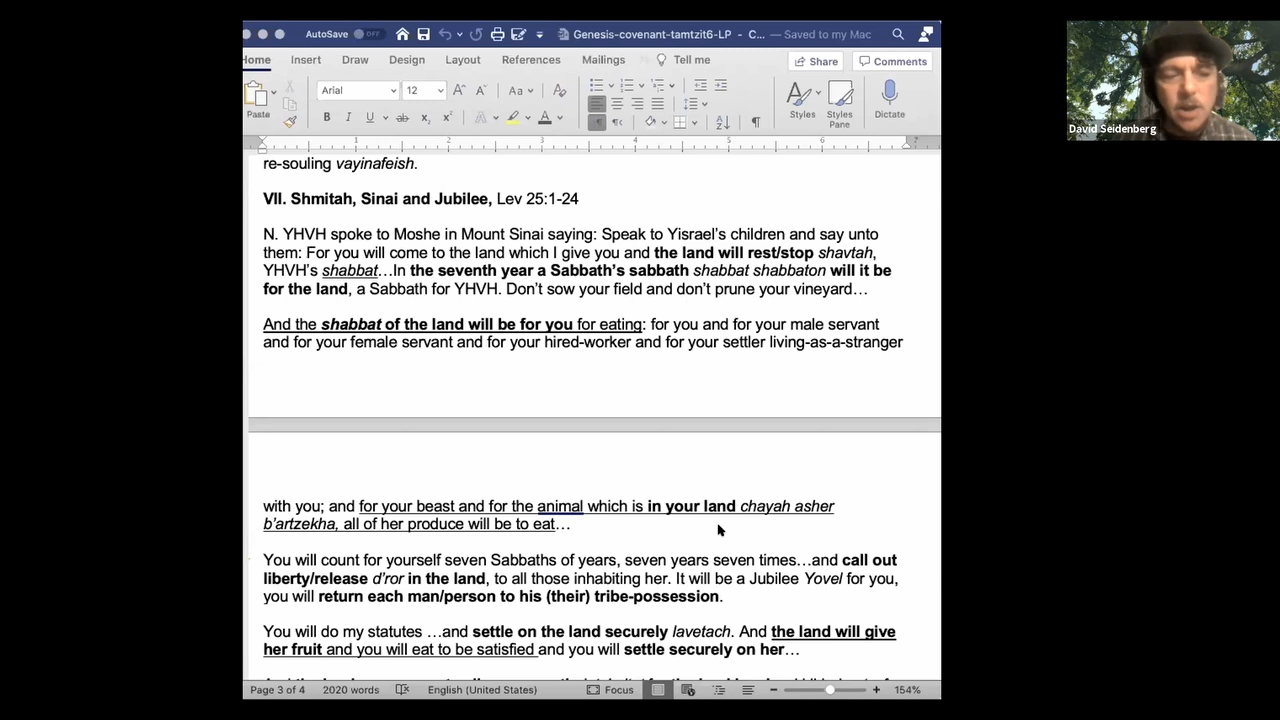 AutoSave OFF Genesis-covenant-tamtzit6-LP - C... — Saved to my Mac
Home Insert Draw Design Layout References Mailings Tell me Share Comments
Paste Arial 12 Styles Styles Pane Dictate
1 2 3 4 5 6 7
David Seidenberg
re-souling vayinafeish.
VII. Shmitah, Sinai and Jubilee, Lev 25:1-24
N. YHVH spoke to Moshe in Mount Sinai saying: Speak to Yisrael's children and say unto
them: For you will come to the land which I give you and the land will rest/stop shavtah,
YHVH's shabbat…In the seventh year a Sabbath's sabbath shabbat shabbaton will it be
for the land, a Sabbath for YHVH. Don't sow your field and don't prune your vineyard…
And the shabbat of the land will be for you for eating: for you and for your male servant
and for your female servant and for your hired-worker and for your settler living-as-a-stranger
with you; and for your beast and for the animal which is in your land chayah asher
b'artzekha, all of her produce will be to eat…
You will count for yourself seven Sabbaths of years, seven years seven times…and call out
liberty/release d'ror in the land, to all those inhabiting her. It will be a Jubilee Yovel for you,
you will return each man/person to his (their) tribe-possession.
You will do my statutes …and settle on the land securely lavetach. And the land will give
her fruit and you will eat to be satisfied and you will settle securely on her…
Page 3 of 4 2020 words English (United States) Focus 154%